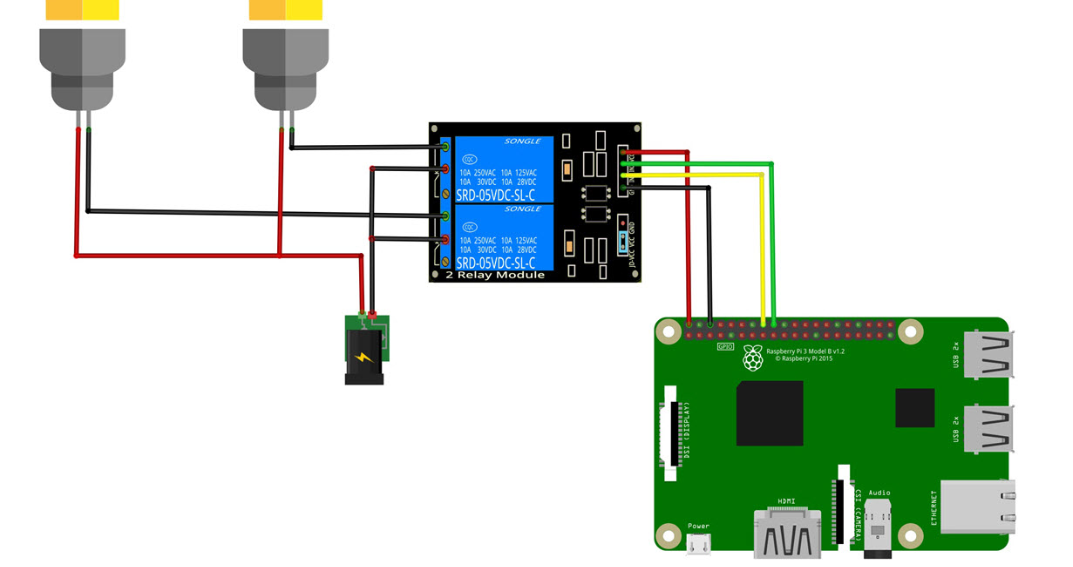 SONGLE
CQC
10A 250VAC 10A 125VAC
10A 30VDC 10A 28VDC
SRD-05VDC-SL-C
SONGLE
CQC
10A 250VAC 10A 125VAC
10A 30VDC 10A 28VDC
SRD-05VDC-SL-C
2 Relay Module
JD-VCC VCC GND
GPIO
Raspberry Pi 3 Model B v1.2
© Raspberry Pi 2015
USB 2x
USB 2x
DSI (DISPLAY)
CSI (CAMERA)
Audio
HDMI
Power
ETHERNET